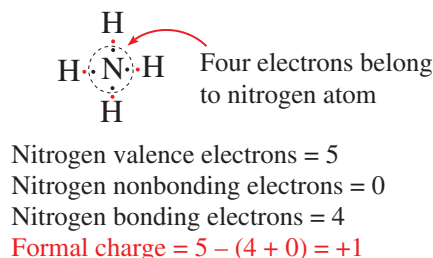 H
H N H
H
Four electrons belong
to nitrogen atom
Nitrogen valence electrons = 5
Nitrogen nonbonding electrons = 0
Nitrogen bonding electrons = 4
Formal charge = 5 – (4 + 0) = +1